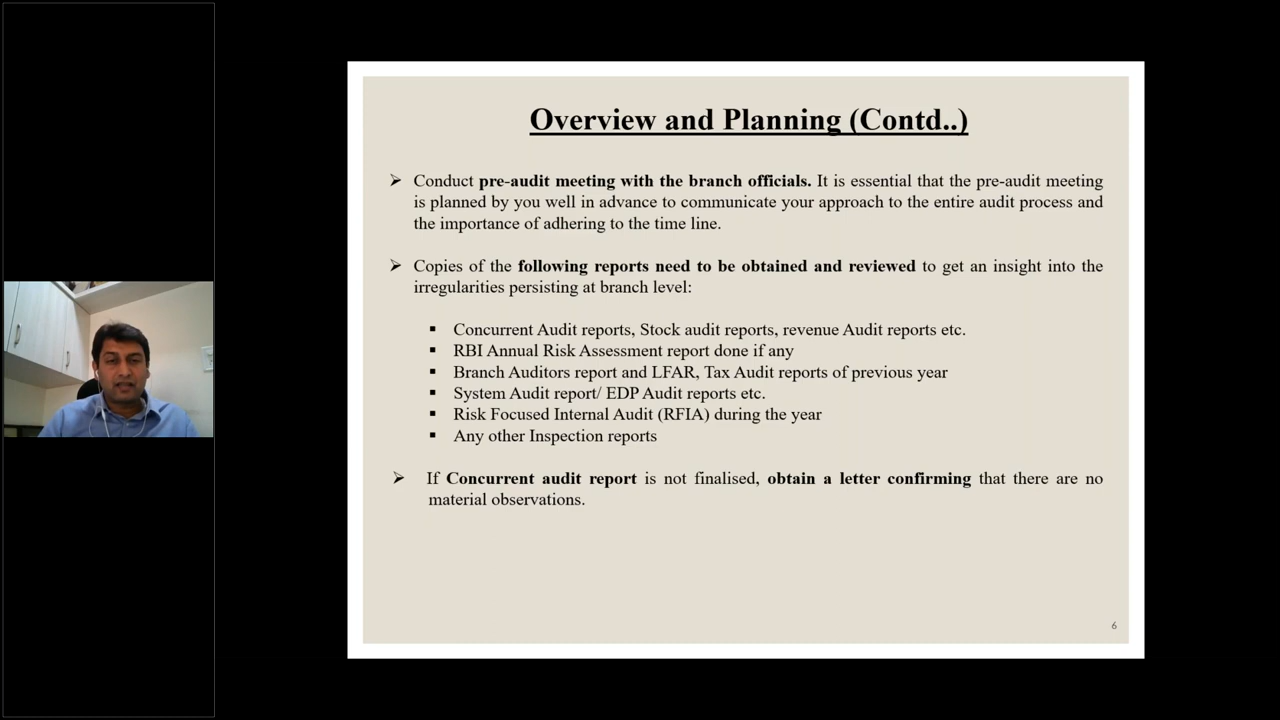 Overview and Planning (Contd..)
➢ Conduct pre-audit meeting with the branch officials. It is essential that the pre-audit meeting
is planned by you well in advance to communicate your approach to the entire audit process and
the importance of adhering to the time line.
➢ Copies of the following reports need to be obtained and reviewed to get an insight into the
irregularities persisting at branch level:
▪ Concurrent Audit reports, Stock audit reports, revenue Audit reports etc.
▪ RBI Annual Risk Assessment report done if any
▪ Branch Auditors report and LFAR, Tax Audit reports of previous year
▪ System Audit report/ EDP Audit reports etc.
▪ Risk Focused Internal Audit (RFIA) during the year
▪ Any other Inspection reports
➢ If Concurrent audit report is not finalised, obtain a letter confirming that there are no
material observations.
6